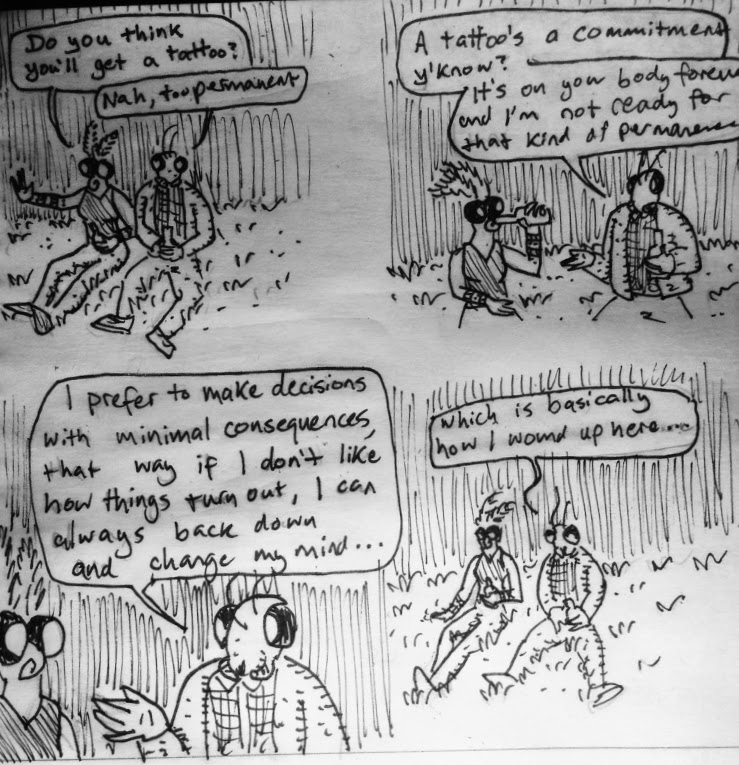 Do you think
you'll get a tattoo?
Nah, too permanent
A tattoo's a commitment
y'know?
It's on your body forever
and I'm not ready for
that kind of permanence
I prefer to make decisions
with minimal consequences,
that way if I don't like
how things turn out, I can
always back down
and change my mind...
which is basically
how I wound up here....